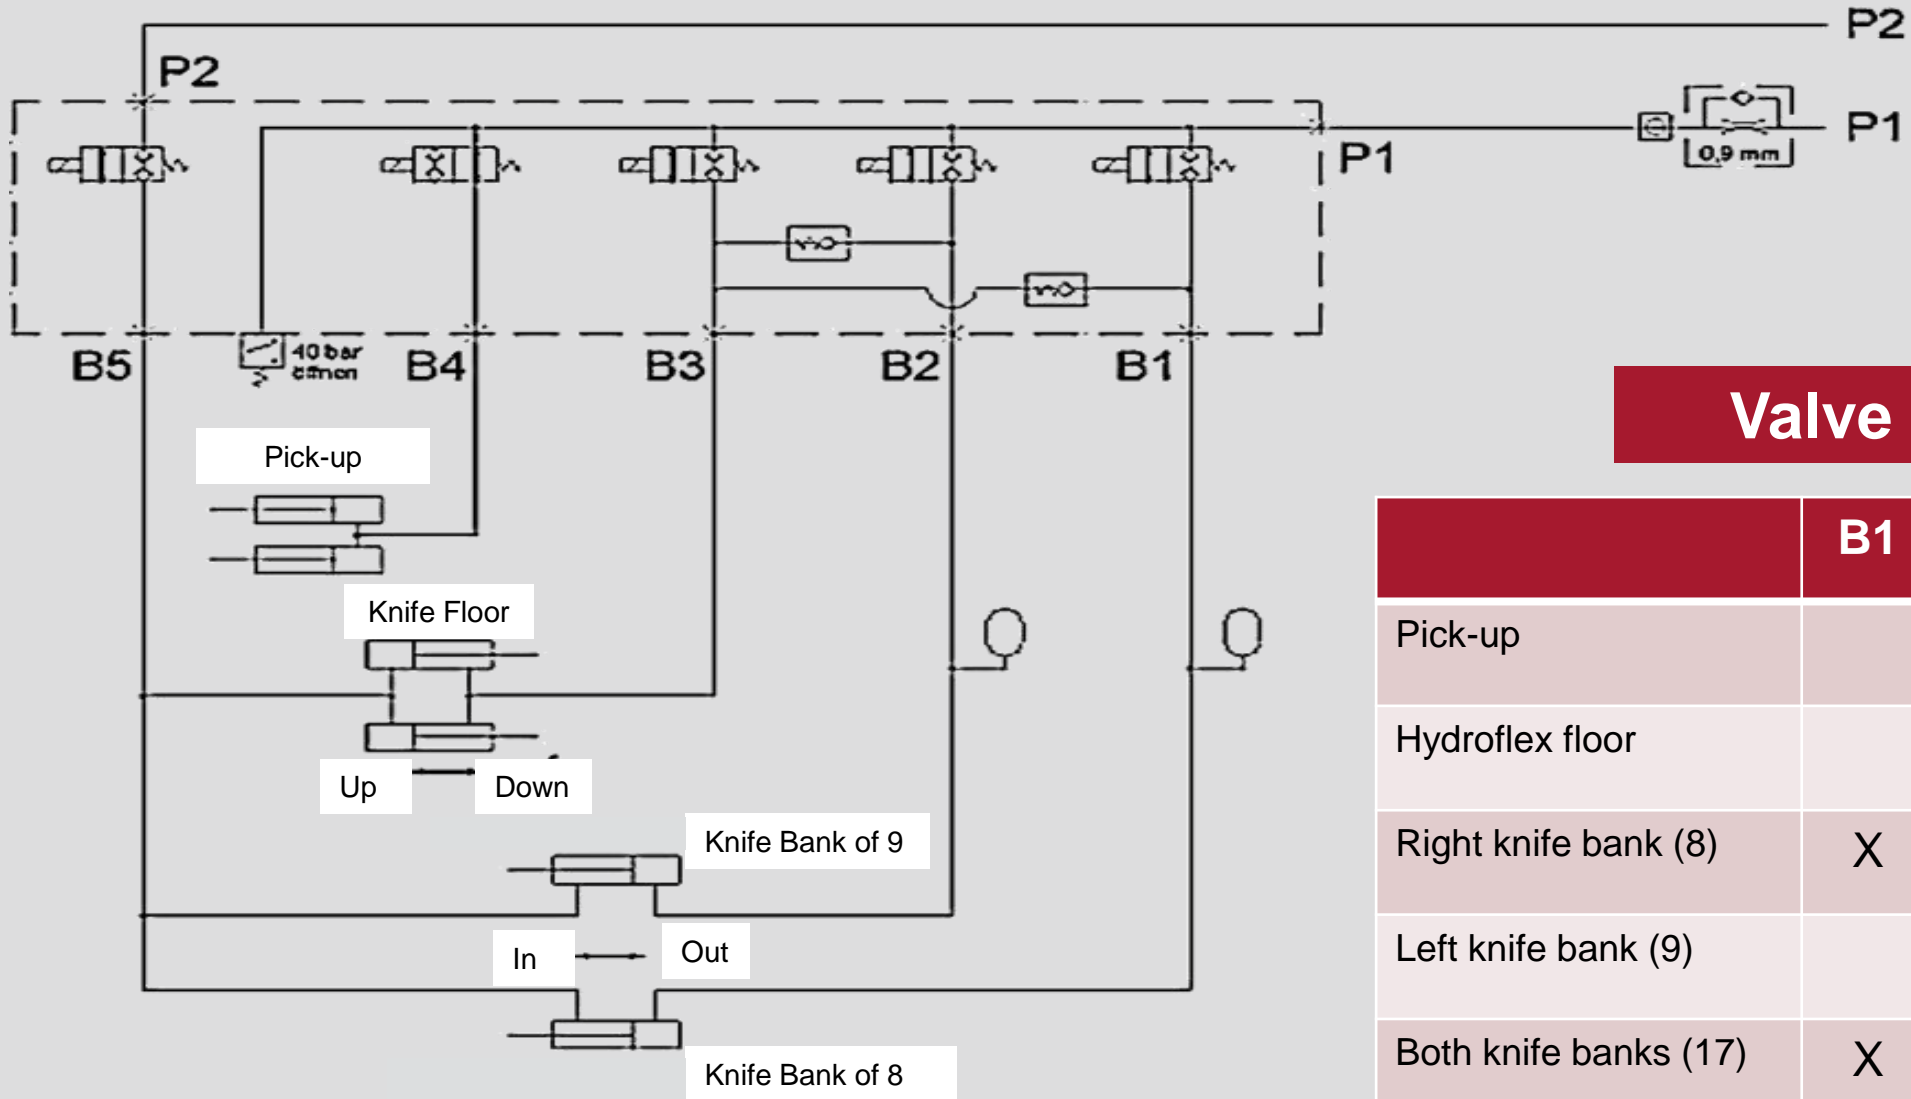 P2
P2
P1
P1
0,9 mm
B5
40 bar
öffnen
B4
B3
B2
B1
Valve
Pick-up
B1
Knife Floor
Pick-up
Hydroflex floor
Up
Down
Knife Bank of 9
Right knife bank (8)
X
In
Out
Left knife bank (9)
Knife Bank of 8
Both knife banks (17)
X